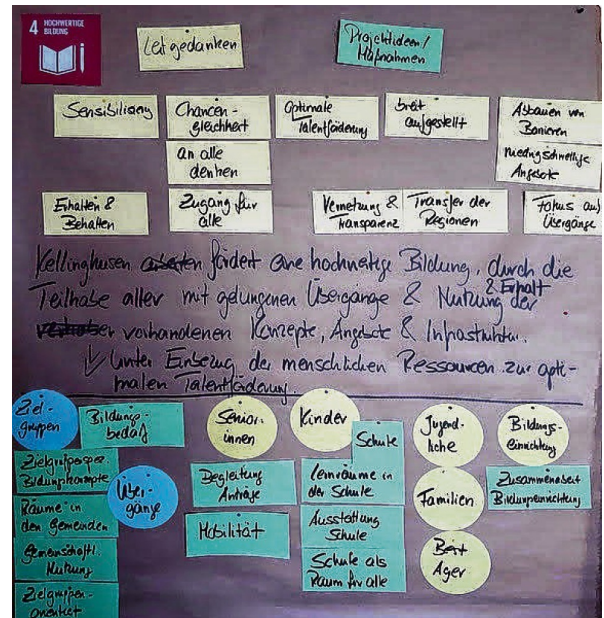 4 HOCHWERTIGE
BILDUNG
Leitgedanken
Projektideen/
Maßnahmen
Sensibilisierg
Chancen-
gleichheit
Optimale
Talentförderung
breit
aufgestellt
Abbauen von
Barrieren
an alle
denken
niedrigschwellige
Angebote
Erhalten &
Behalten
Zugang für
alle
Vernetzung &
Transparenz
Transfer der
Regionen
Fokus auf
Übergänge
Kellinghusen arbeiten fördert eine hochwertige Bildung, durch die
Teilhabe aller mit gelungenen Übergänge & Nutzung & Erhalt der
vorhandenen Konzepte, Angebote & Infrastruktur.
unter Einbezug der menschlichen Ressourcen zur opti-
malen Talentförderung.
Ziel-
gruppen
Bildungs-
bedarf
Senior-
innen
Kinder
Schule
Jugend-
liche
Bildungs-
einrichtung
Zielgruppenspez.
Bildungskonzepte
Über-
gänge
Begleitung
Anträge
Lernräume in
der Schule
Familien
Zusammenarbeit
Bildungseinrichtung
Räume in
den Gemeinden
Mobilität
Ausstattung
Schule
Gemeinschaftl.
Nutzung
Schule als
Raum für alle
Best
Ager
Zielgruppen-
orientiert